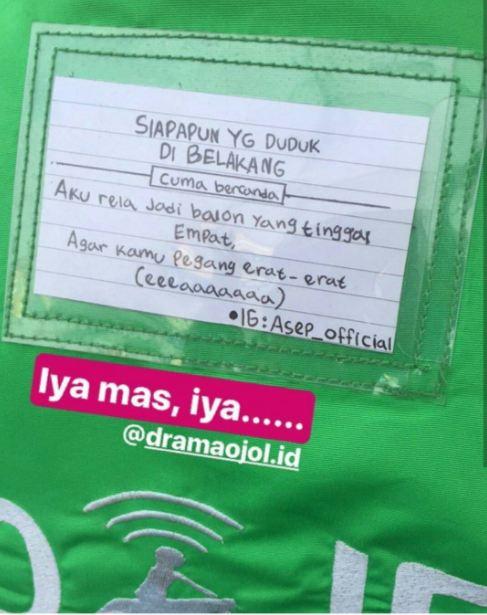 SIAPAPUN YG DUDUK
DI BELAKANG
Cuma bercanda
AKU rela Jadi balon yang tinggal
EMPat,
Agar kamu pegang erat-erat
(eeeaaaaaaa)
•IG: Asep_official
Iya mas, iya......
@dramaojol.id